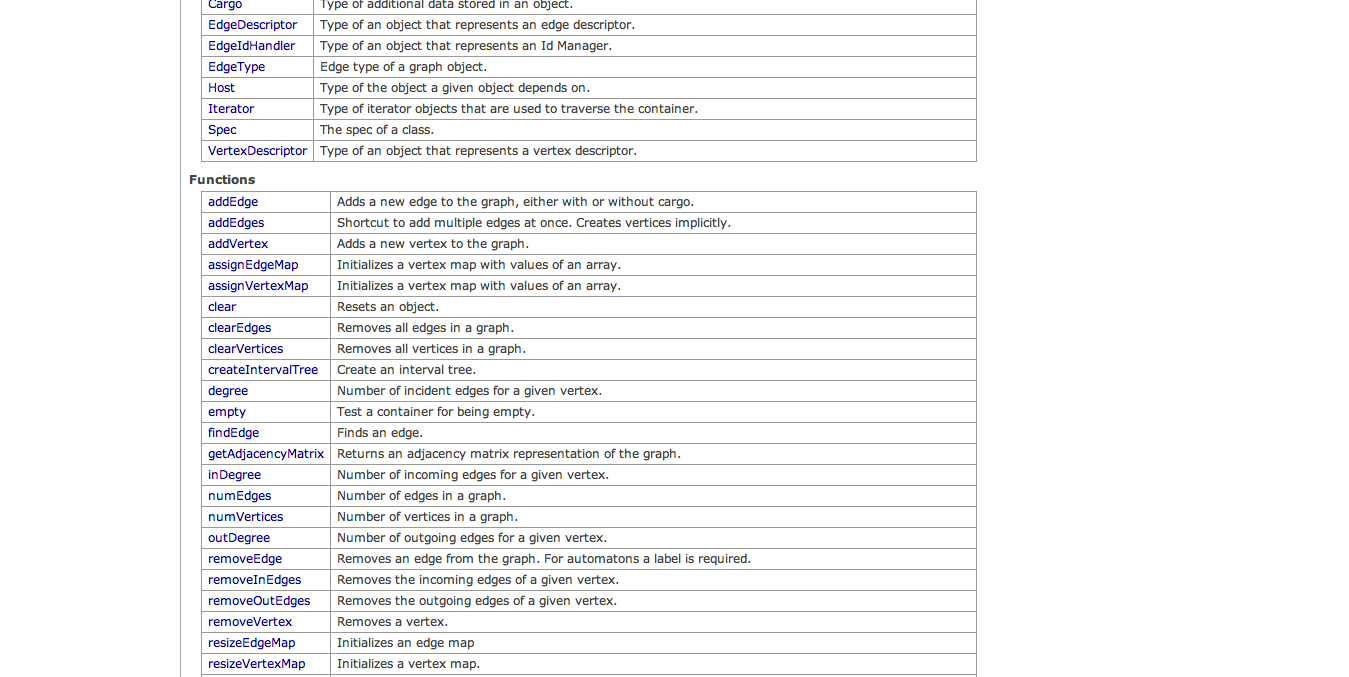 Cargo Type of additional data stored in an object.
EdgeDescriptor Type of an object that represents an edge descriptor.
EdgeIdHandler Type of an object that represents an Id Manager.
EdgeType Edge type of a graph object.
Host Type of the object a given object depends on.
Iterator Type of iterator objects that are used to traverse the container.
Spec The spec of a class.
VertexDescriptor Type of an object that represents a vertex descriptor.
Functions
addEdge Adds a new edge to the graph, either with or without cargo.
addEdges Shortcut to add multiple edges at once. Creates vertices implicitly.
addVertex Adds a new vertex to the graph.
assignEdgeMap Initializes a vertex map with values of an array.
assignVertexMap Initializes a vertex map with values of an array.
clear Resets an object.
clearEdges Removes all edges in a graph.
clearVertices Removes all vertices in a graph.
createIntervalTree Create an interval tree.
degree Number of incident edges for a given vertex.
empty Test a container for being empty.
findEdge Finds an edge.
getAdjacencyMatrix Returns an adjacency matrix representation of the graph.
inDegree Number of incoming edges for a given vertex.
numEdges Number of edges in a graph.
numVertices Number of vertices in a graph.
outDegree Number of outgoing edges for a given vertex.
removeEdge Removes an edge from the graph. For automatons a label is required.
removeInEdges Removes the incoming edges of a given vertex.
removeOutEdges Removes the outgoing edges of a given vertex.
removeVertex Removes a vertex.
resizeEdgeMap Initializes an edge map
resizeVertexMap Initializes a vertex map.